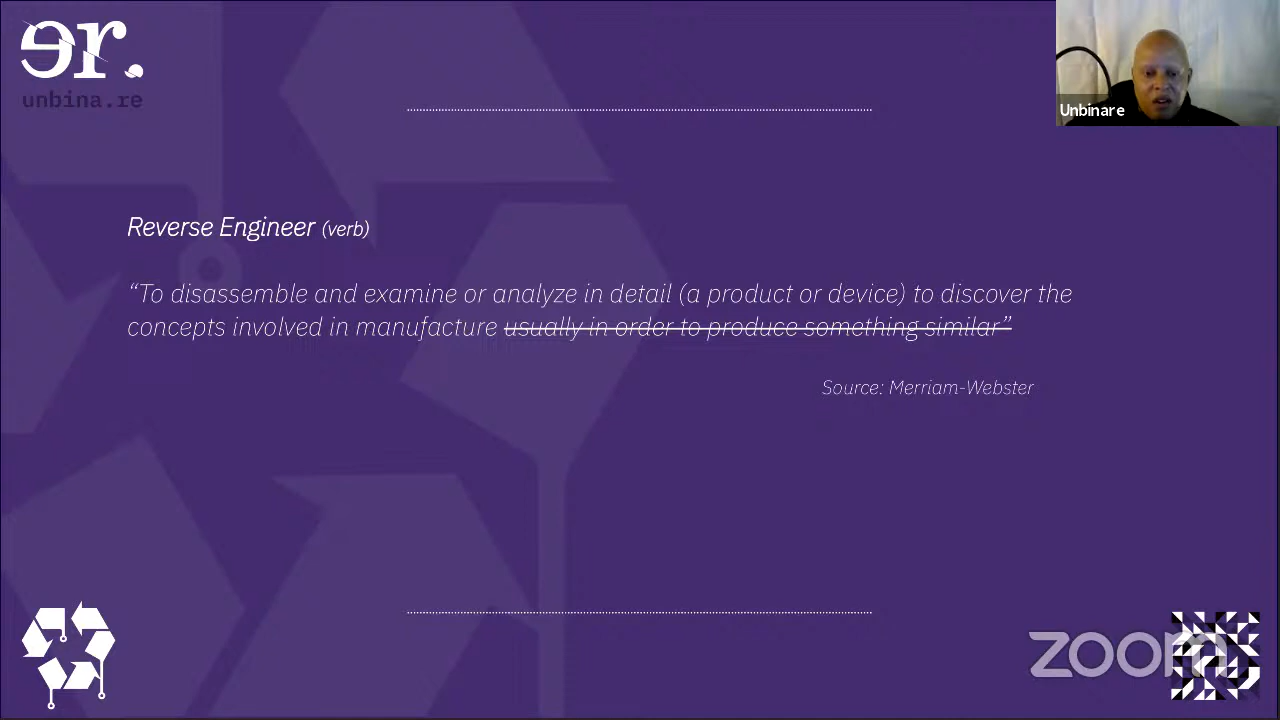 er.
unbina.re
Unbinare
Reverse Engineer (verb)
“To disassemble and examine or analyze in detail (a product or device) to discover the
concepts involved in manufacture usually in order to produce something similar”
Source: Merriam-Webster
zoom